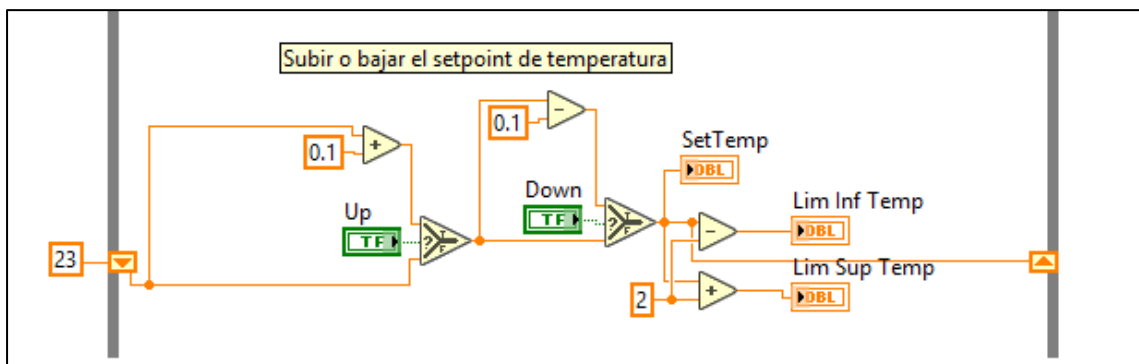 Subir o bajar el setpoint de temperatura
0.1
+
0.1
-
Up
TF
?
T
F
Down
TF
?
T
F
SetTemp
DBL
23
Lim Inf Temp
DBL
-
Lim Sup Temp
DBL
2
+